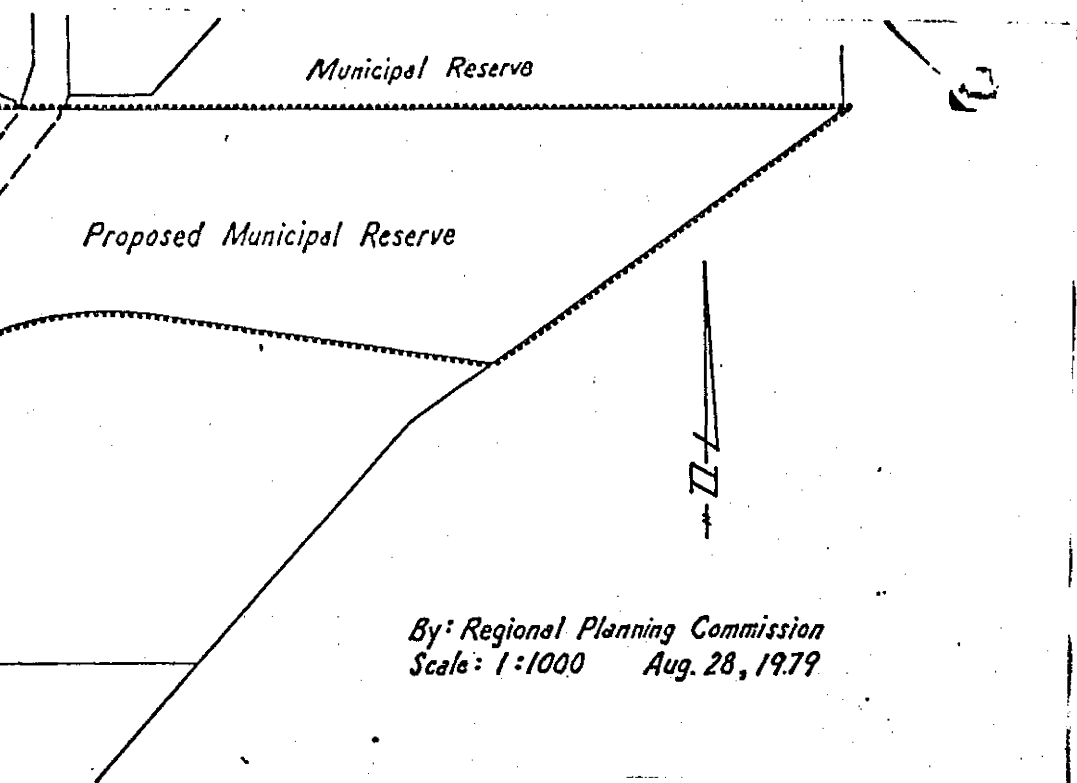 Municipal Reserve
Proposed Municipal Reserve
By: Regional Planning Commission
Scale: 1:1000 Aug. 28, 1979